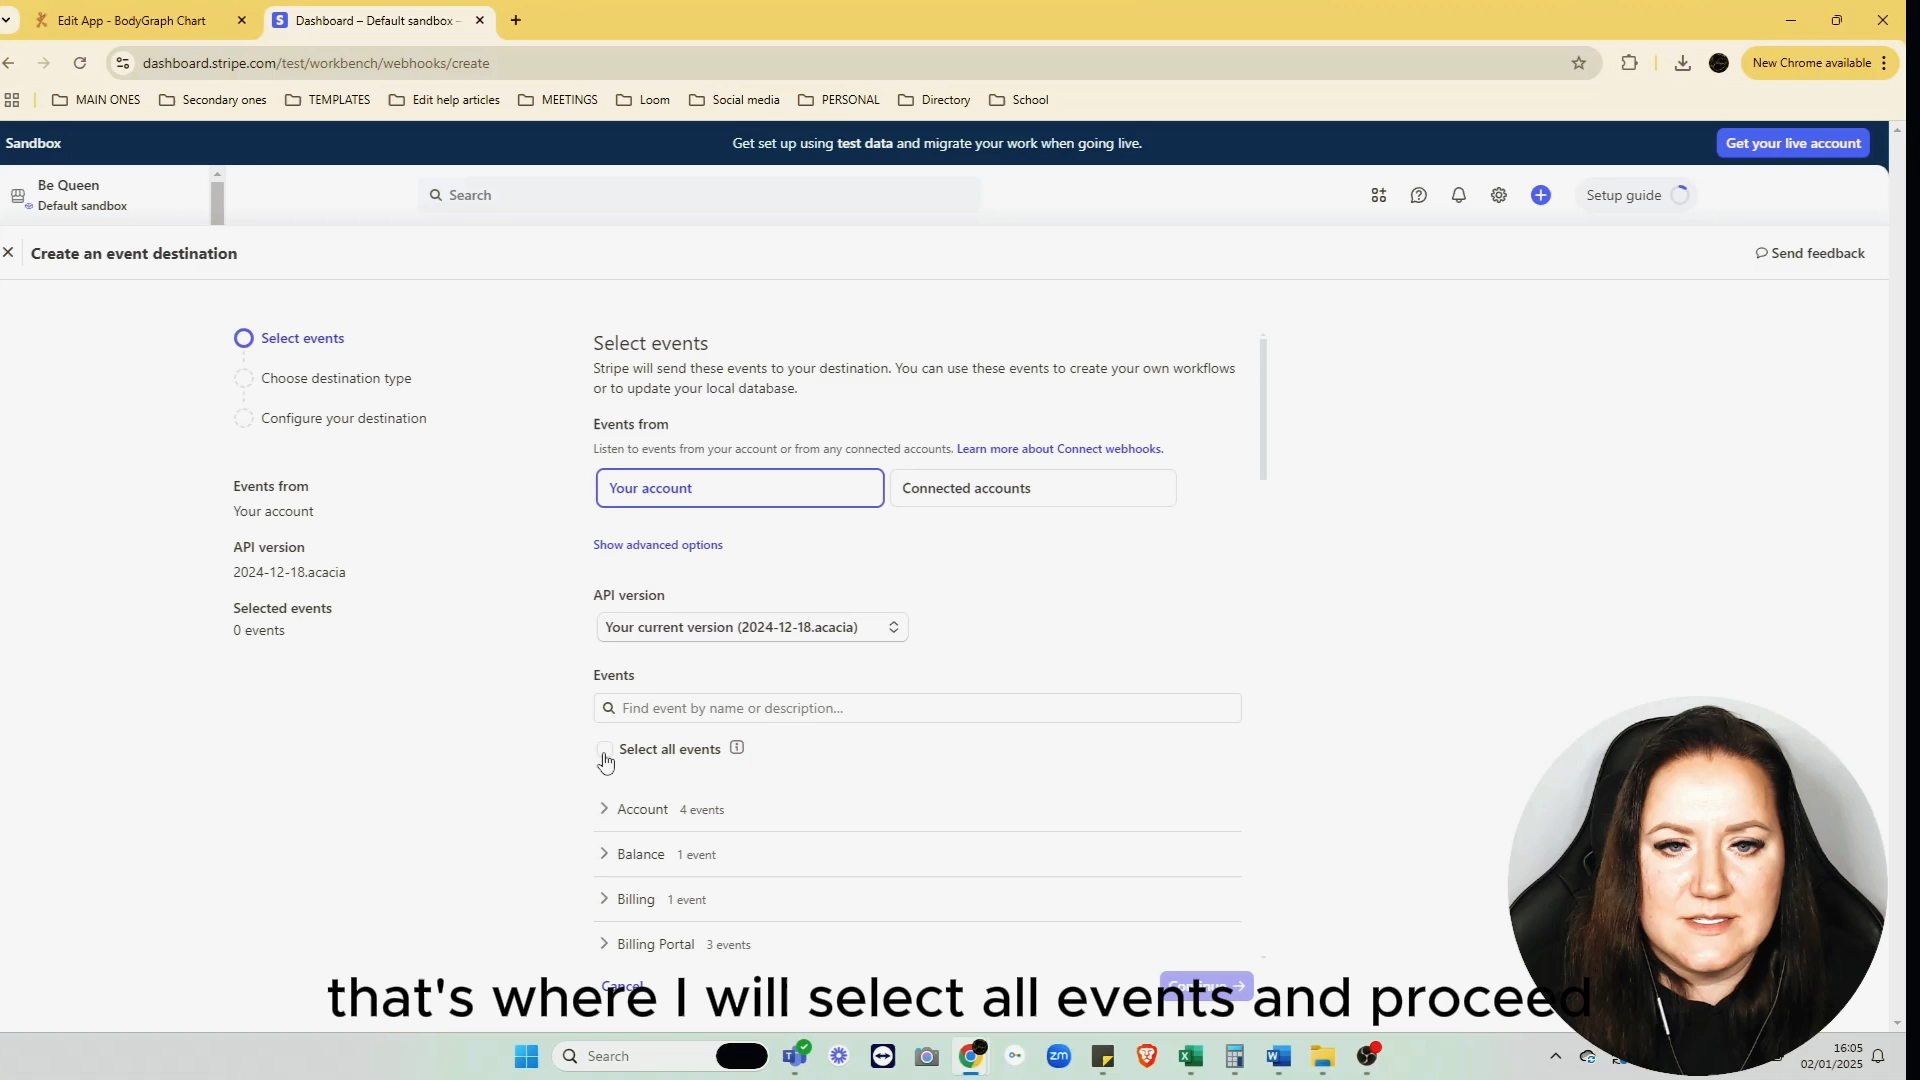 Edit App - BodyGraph Chart
Dashboard – Default sandbox –
dashboard.stripe.com/test/workbench/webhooks/create
New Chrome available
MAIN ONES
Secondary ones
TEMPLATES
Edit help articles
MEETINGS
Loom
Social media
PERSONAL
Directory
School
Sandbox
Get set up using test data and migrate your work when going live.
Get your live account
Be Queen
Default sandbox
Search
Setup guide
Create an event destination
Send feedback
Select events
Choose destination type
Configure your destination
Events from
Your account
API version
2024-12-18.acacia
Selected events
0 events
Select events
Stripe will send these events to your destination. You can use these events to create your own workflows
or to update your local database.
Events from
Listen to events from your account or from any connected accounts. Learn more about Connect webhooks.
Your account
Connected accounts
Show advanced options
API version
Your current version (2024-12-18.acacia)
Events
Find event by name or description...
Select all events
Account 4 events
Balance 1 event
Billing 1 event
Billing Portal 3 events
Cancel
Continue
that's where I will select all events and proceed
Search
zm
16:05
02/01/2025